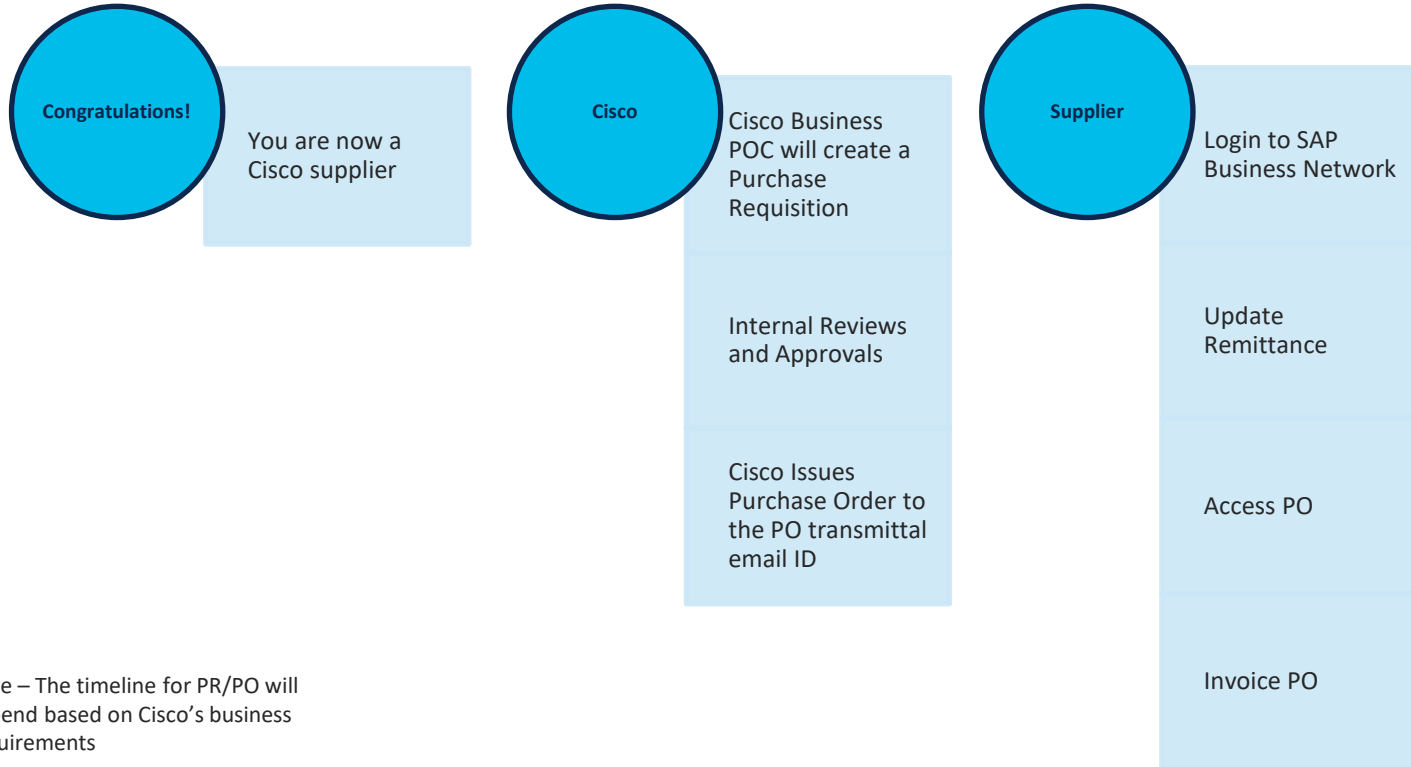 Congratulations!
You are now a
Cisco supplier
Cisco
Cisco Business
POC will create a
Purchase
Requisition
Internal Reviews
and Approvals
Cisco Issues
Purchase Order to
the PO transmittal
email ID
Supplier
Login to SAP
Business Network
Update
Remittance
Access PO
Invoice PO
– The timeline for PR/PO will
based on Cisco’s business